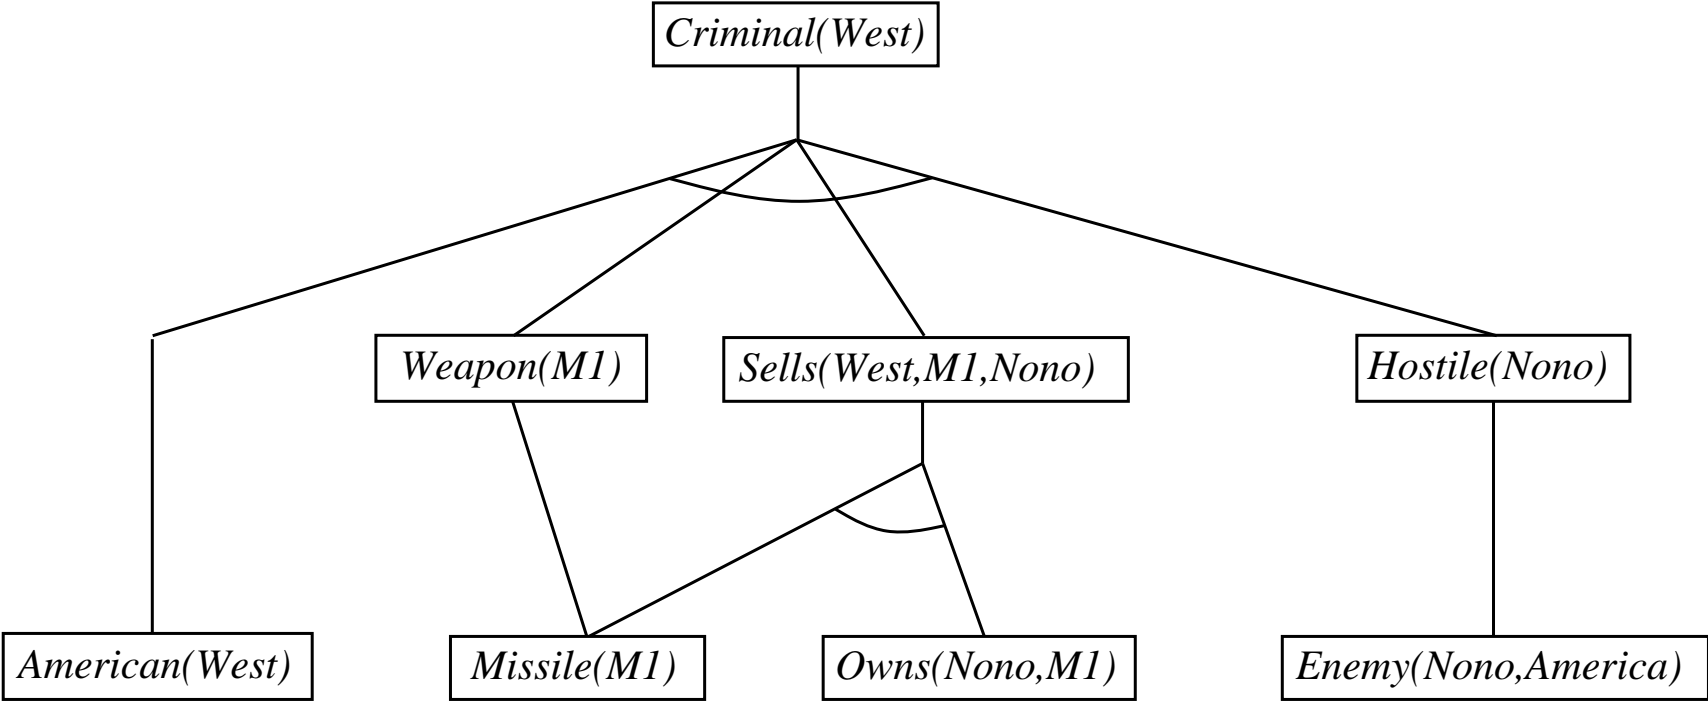 Criminal(West)
Weapon(M1)
Sells(West,M1,Nono)
Hostile(Nono)
American(West)
Missile(M1)
Owns(Nono,M1)
Enemy(Nono,America)